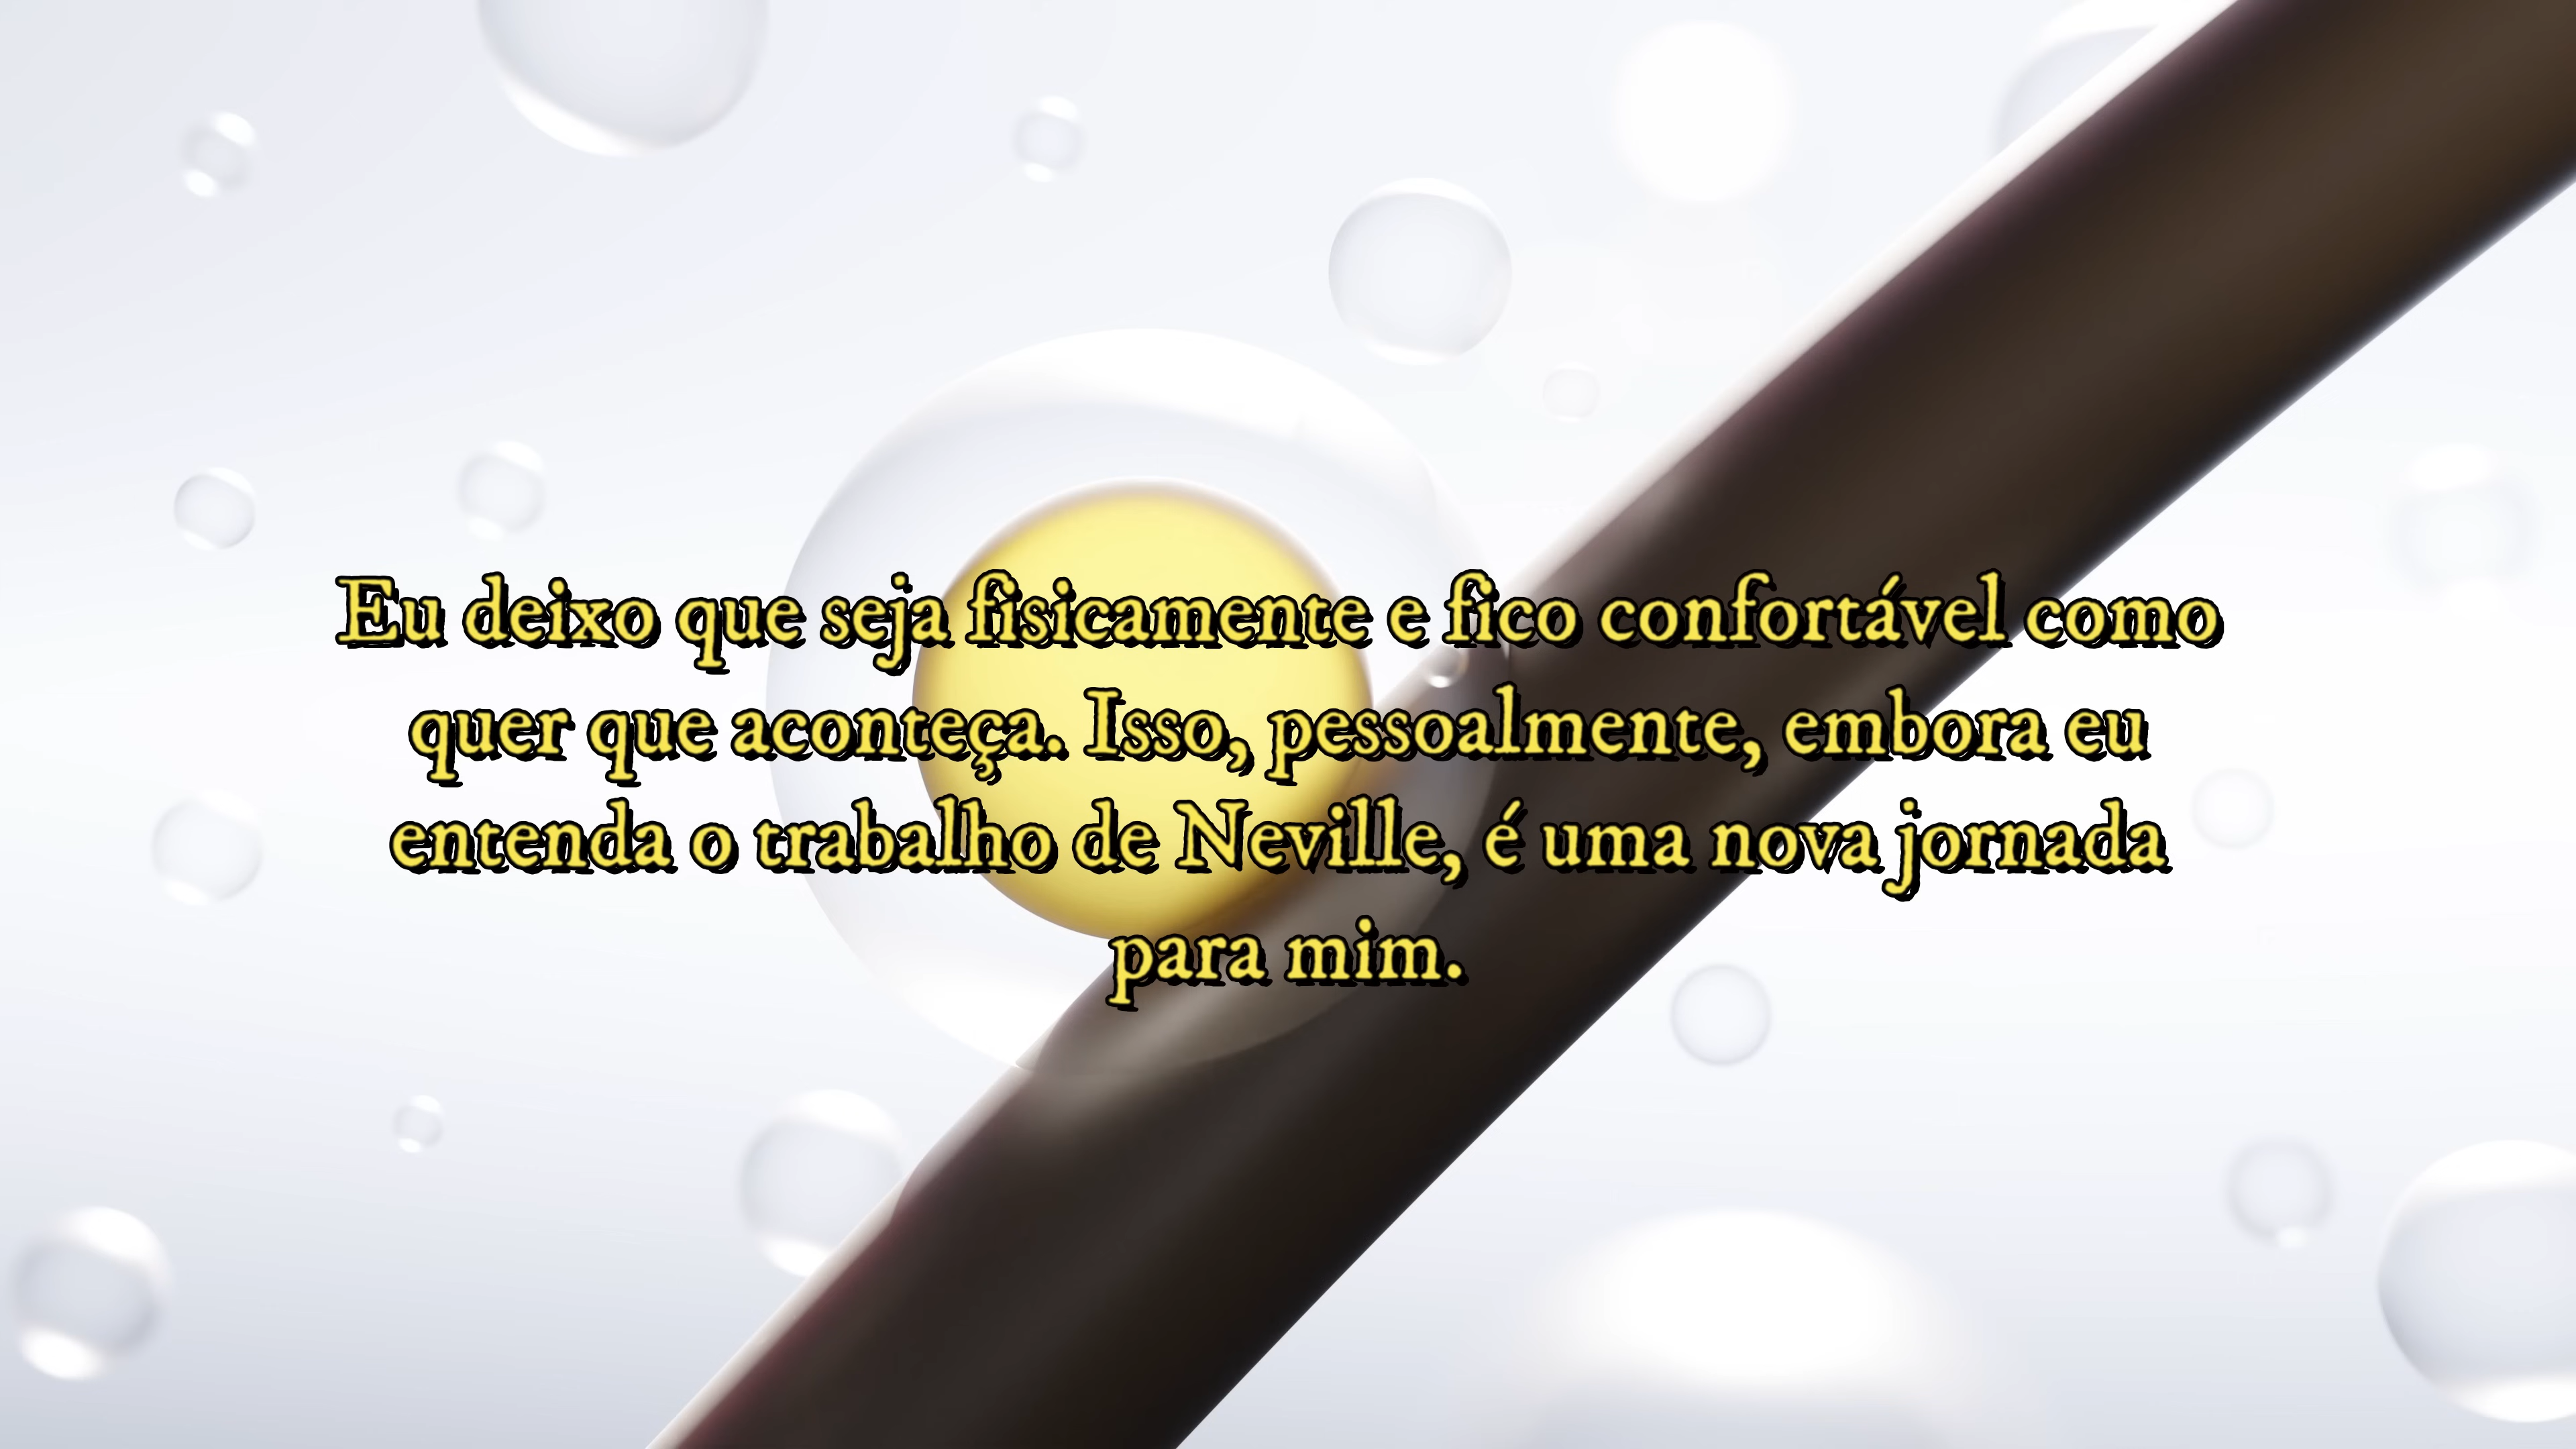 Eu deixo que seja fisicamente e fico confortável como
quer que aconteça. Isso, pessoalmente, embora eu
entenda o trabalho de Neville, é uma nova jornada
para mim.